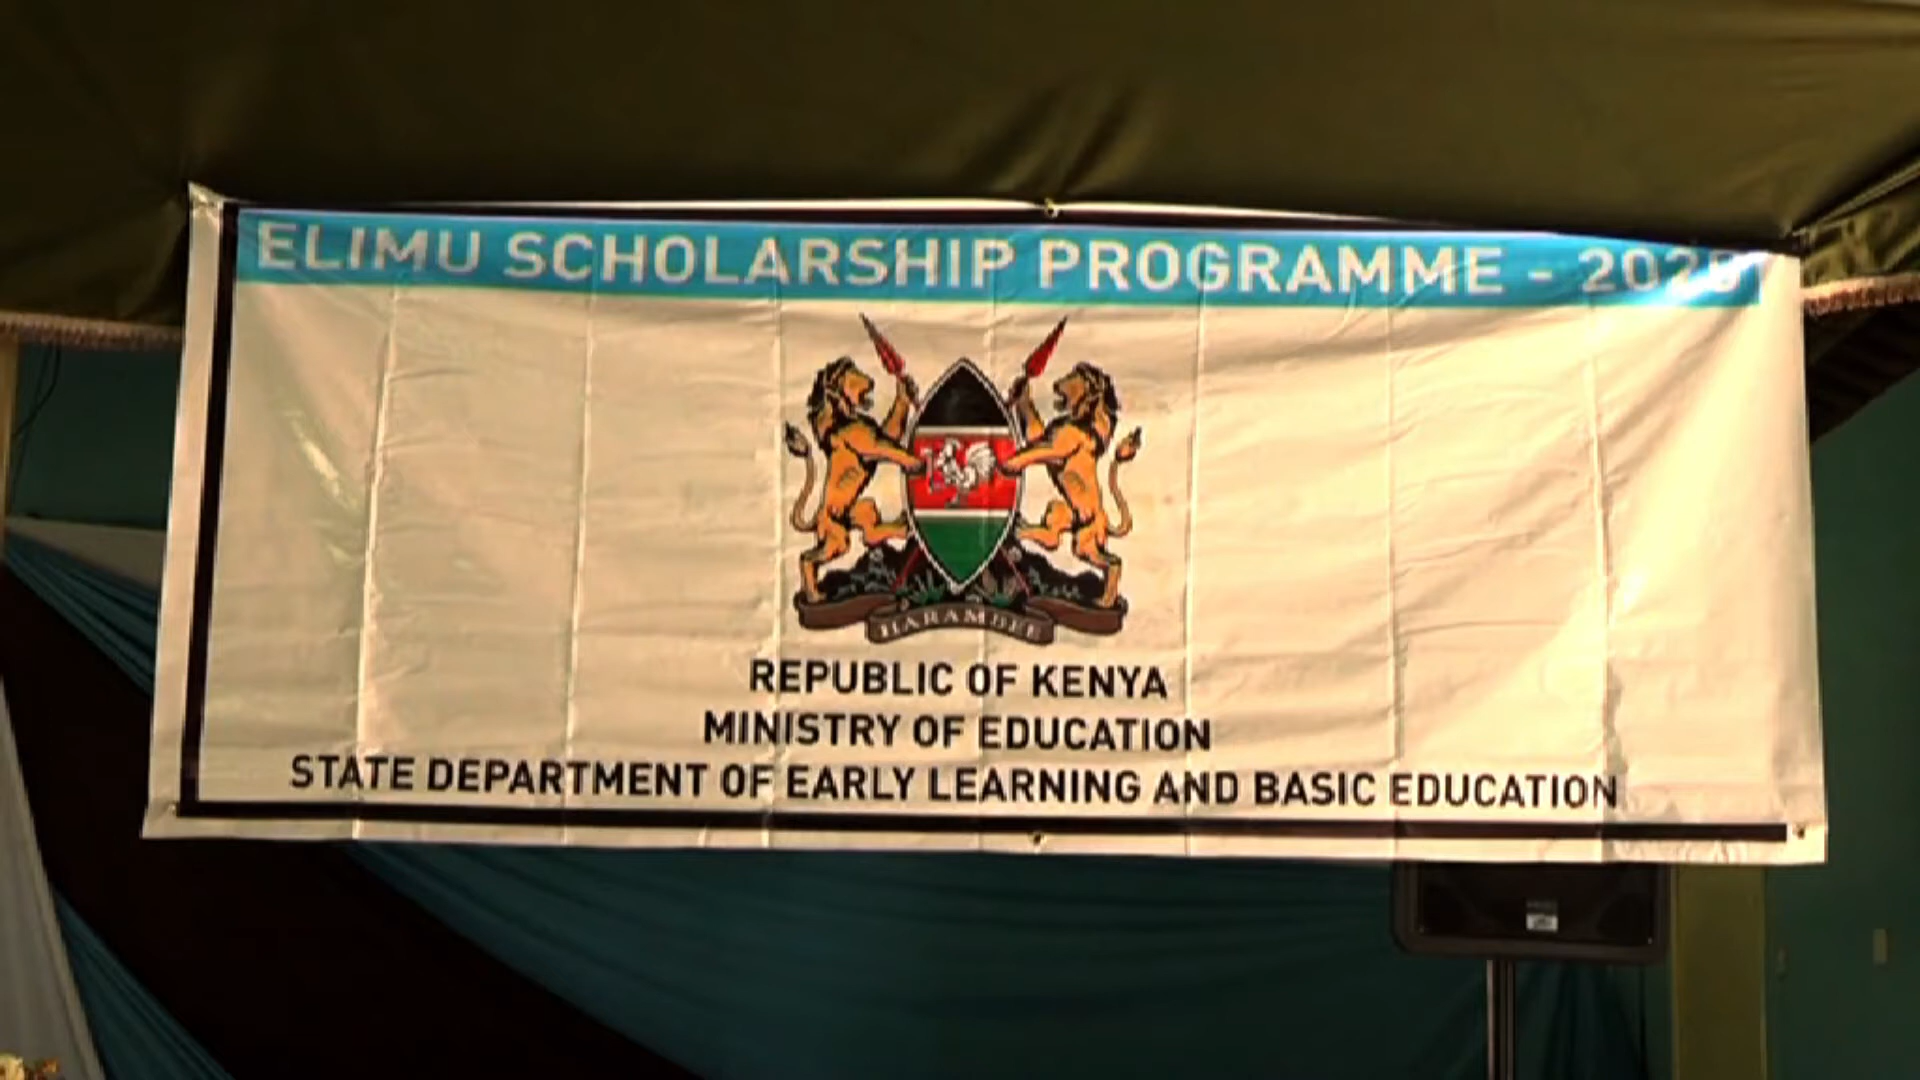 ELIMU SCHOLARSHIP PROGRAMME -
HARAMBEE
REPUBLIC OF KENYA
MINISTRY OF EDUCATION
STATE DEPARTMENT OF EARLY LEARNING AND BASIC EDUCATION